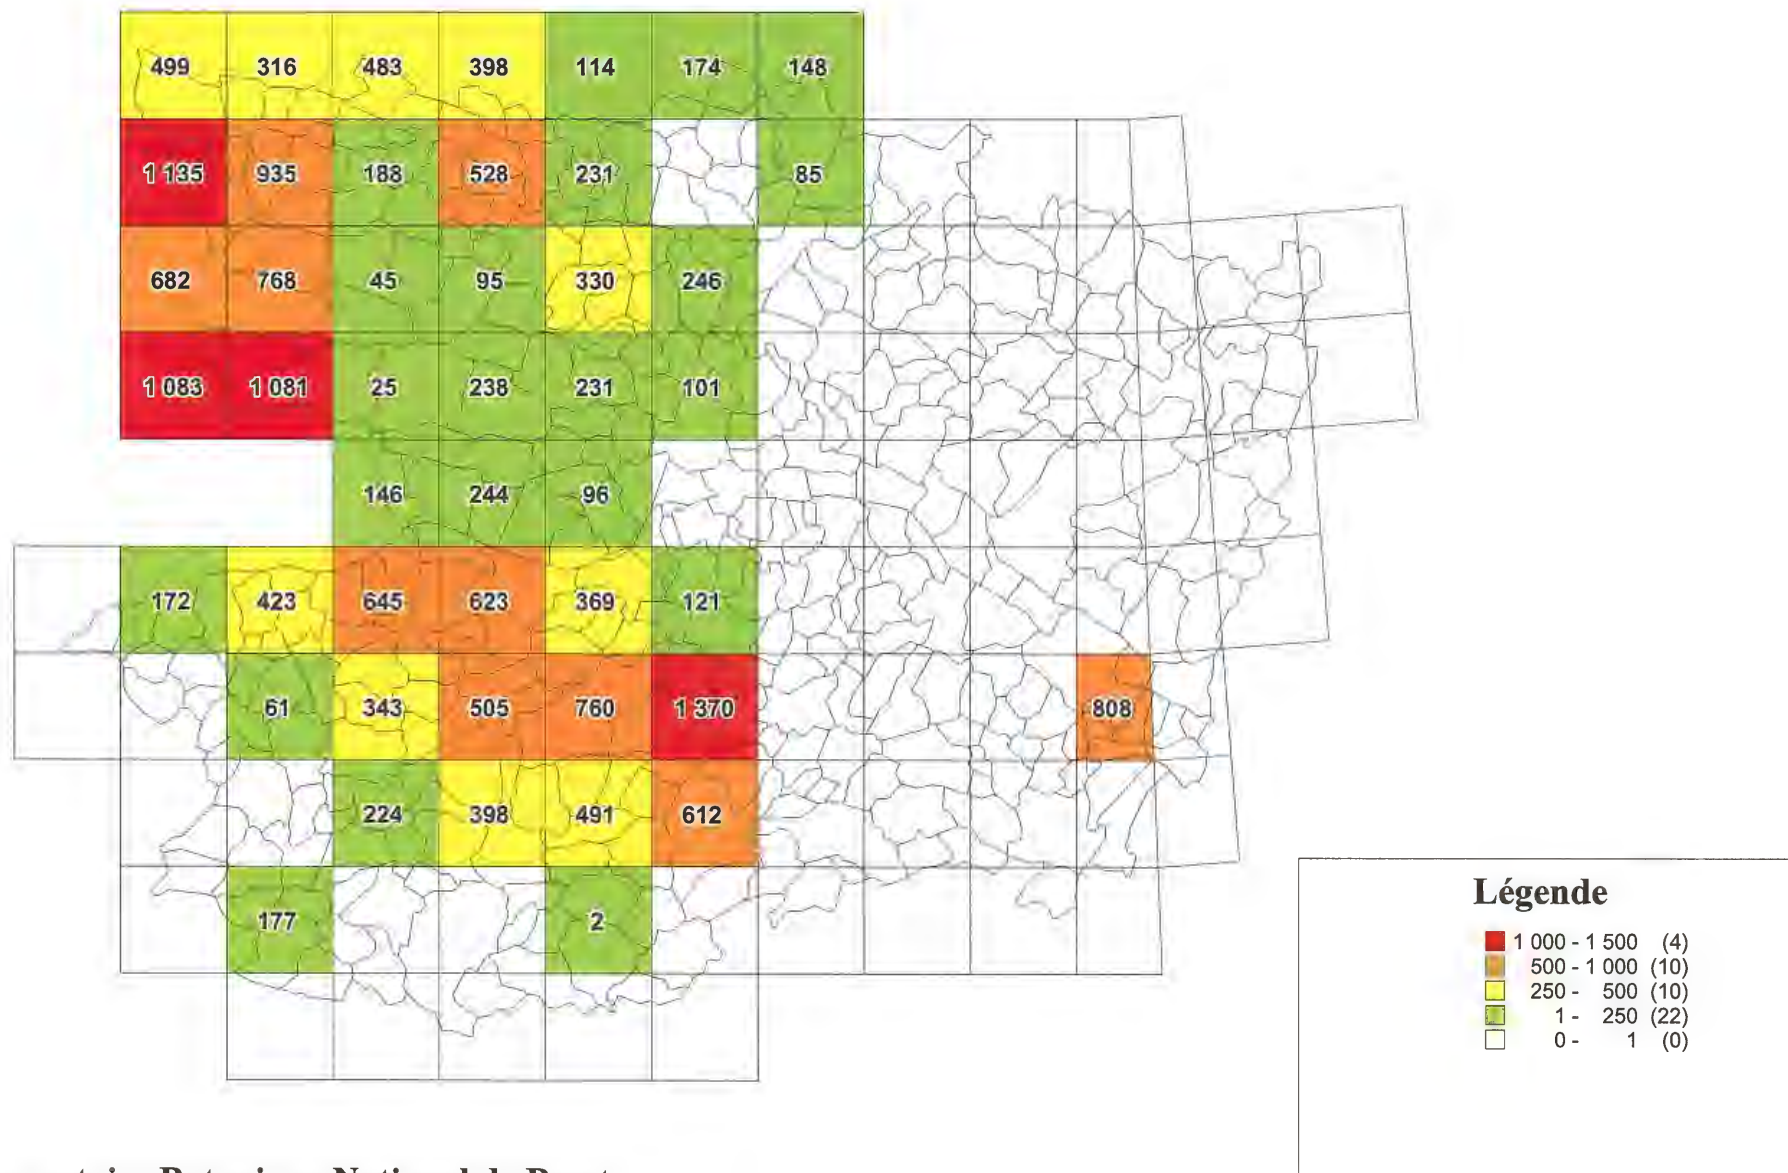 499 316 483 398 114 174 148
1 135 935 188 528 231 85
682 768 45 95 330 246
1 083 1 081 25 238 231 101
146 244 96
172 423 645 623 369 121
61 343 505 760 1 370 808
224 398 491 612
177 2
Légende
1 000 - 1 500 (4)
500 - 1 000 (10)
250 - 500 (10)
1 - 250 (22)
0 - 1 (0)